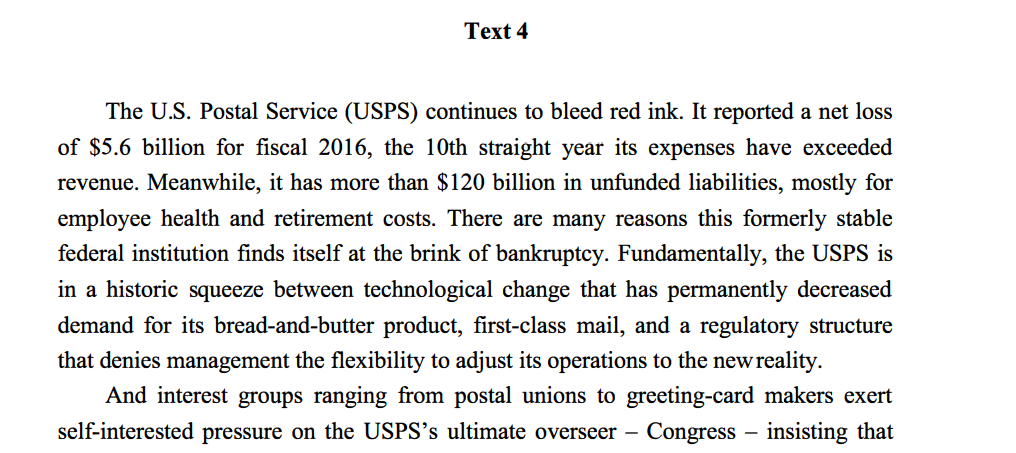 Text 4
The U.S. Postal Service (USPS) continues to bleed red ink. It reported a net loss
of $5.6 billion for fiscal 2016, the 10th straight year its expenses have exceeded
revenue. Meanwhile, it has more than $120 billion in unfunded liabilities, mostly for
employee health and retirement costs. There are many reasons this formerly stable
federal institution finds itself at the brink of bankruptcy. Fundamentally, the USPS is
in a historic squeeze between technological change that has permanently decreased
demand for its bread-and-butter product, first-class mail, and a regulatory structure
that denies management the flexibility to adjust its operations to the new reality.
And interest groups ranging from postal unions to greeting-card makers exert
self-interested pressure on the USPS’s ultimate overseer – Congress – insisting that